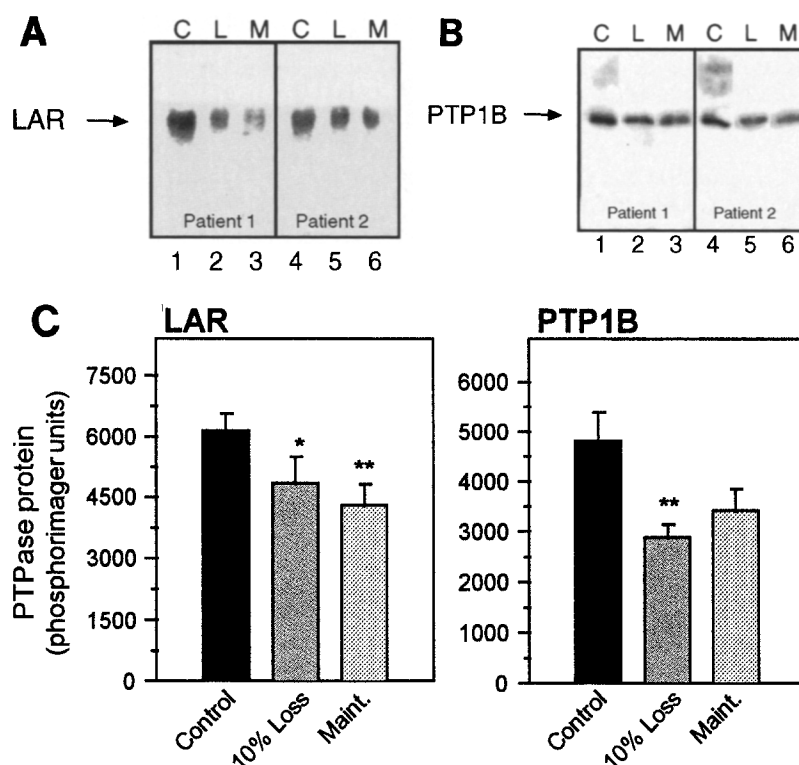 A
C L M C L M
LAR
Patient 1 Patient 2
1 2 3 4 5 6
B
C L M C L M
PTP1B
Patient 1 Patient 2
1 2 3 4 5 6
C
LAR
PTPase protein
(phosphorimager units)
7500
6000
4500
3000
1500
0
*
**
Control
10% Loss
Maint.
PTP1B
6000
5000
4000
3000
2000
1000
0
**
Control
10% Loss
Maint.